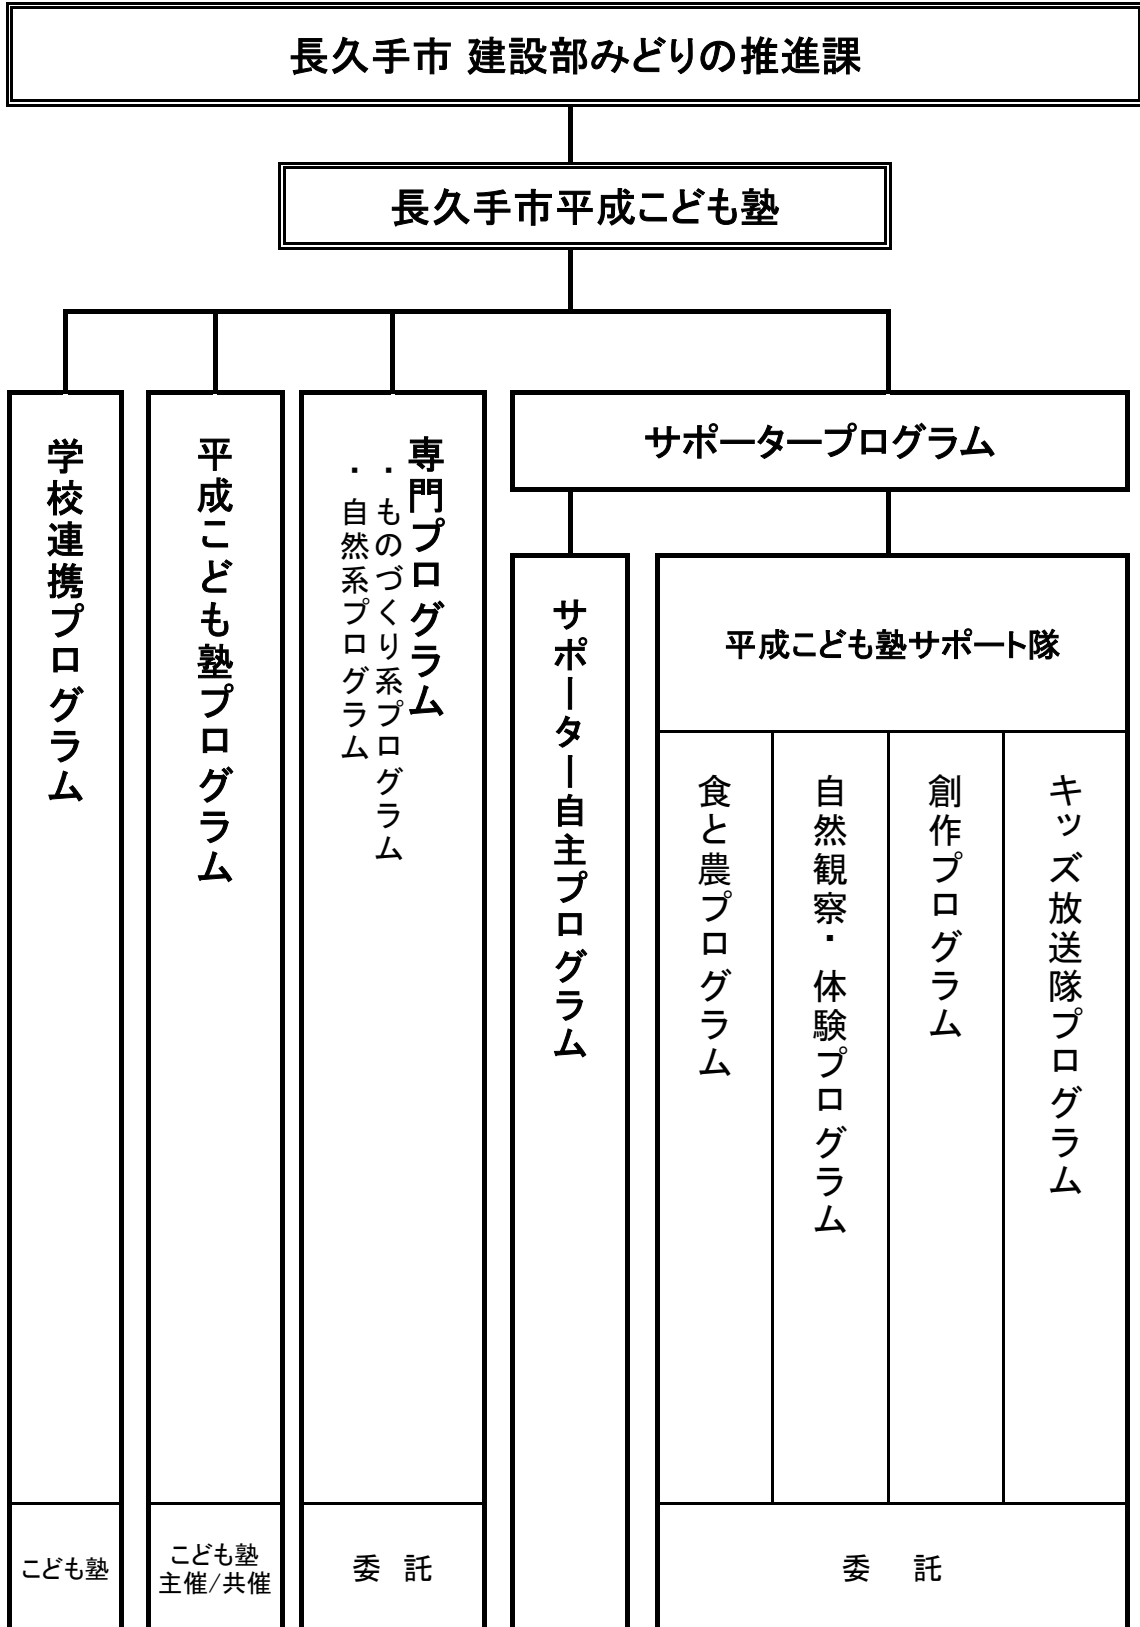 長久手市 建設部みどりの推進課
長久手市平成こども塾
学校連携プログラム
平成こども塾プログラム
専門プログラム
・ものづくり系プログラム
・自然系プログラム
サポータープログラム
サポーター自主プログラム
平成こども塾サポート隊
食と農プログラム
自然観察・体験プログラム
創作プログラム
キッズ放送隊プログラム
こども塾
こども塾
主催/共催
委 託
委 託